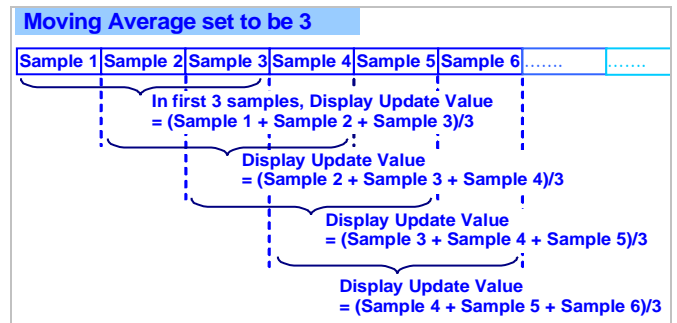 Moving Average set to be 3
Sample 1 Sample 2 Sample 3 Sample 4 Sample 5 Sample 6 ....... .......
In first 3 samples, Display Update Value
= (Sample 1 + Sample 2 + Sample 3)/3
Display Update Value
= (Sample 2 + Sample 3 + Sample 4)/3
Display Update Value
= (Sample 3 + Sample 4 + Sample 5)/3
Display Update Value
= (Sample 4 + Sample 5 + Sample 6)/3